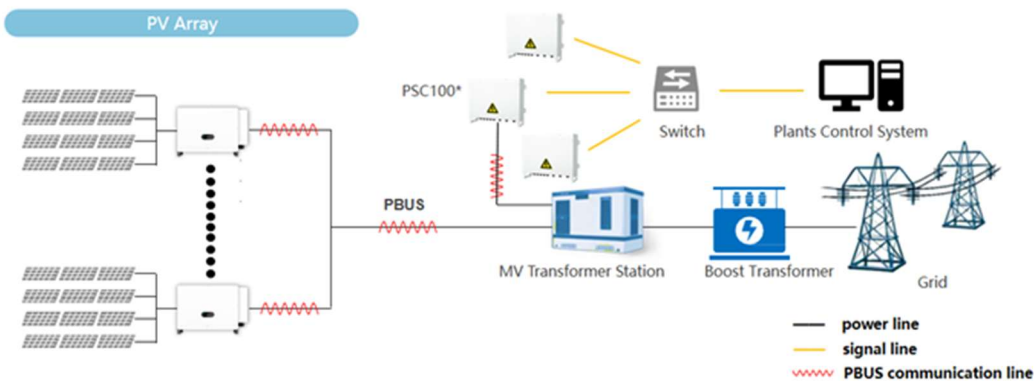 PV Array
PSC100*
Switch
Plants Control System
PBUS
MV Transformer Station
Boost Transformer
Grid
power line
signal line
PBUS communication line